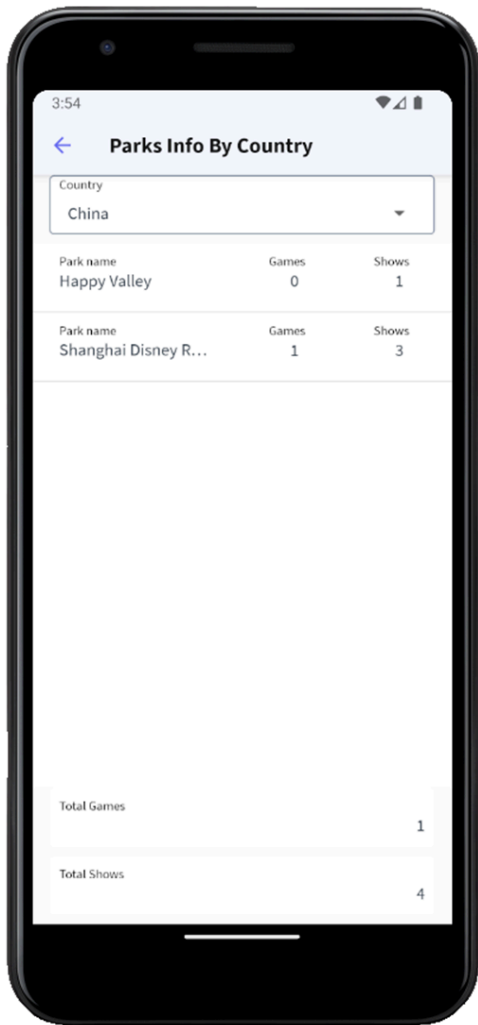 3:54
Parks Info By Country
Country
China
Park name Games Shows
Happy Valley 0 1
Park name Games Shows
Shanghai Disney R... 1 3
Total Games
1
Total Shows
4